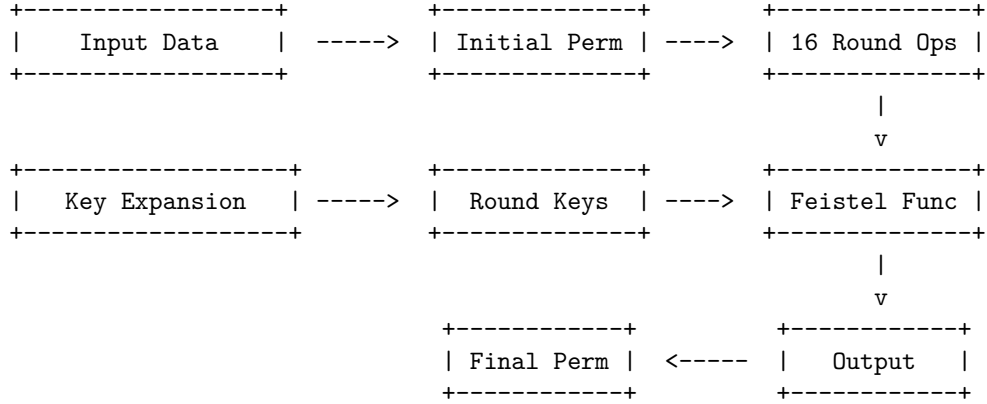 Input Data -----> Initial Perm ----> 16 Round Ops
v
Key Expansion -----> Round Keys ----> Feistel Func
v
Final Perm <----- Output